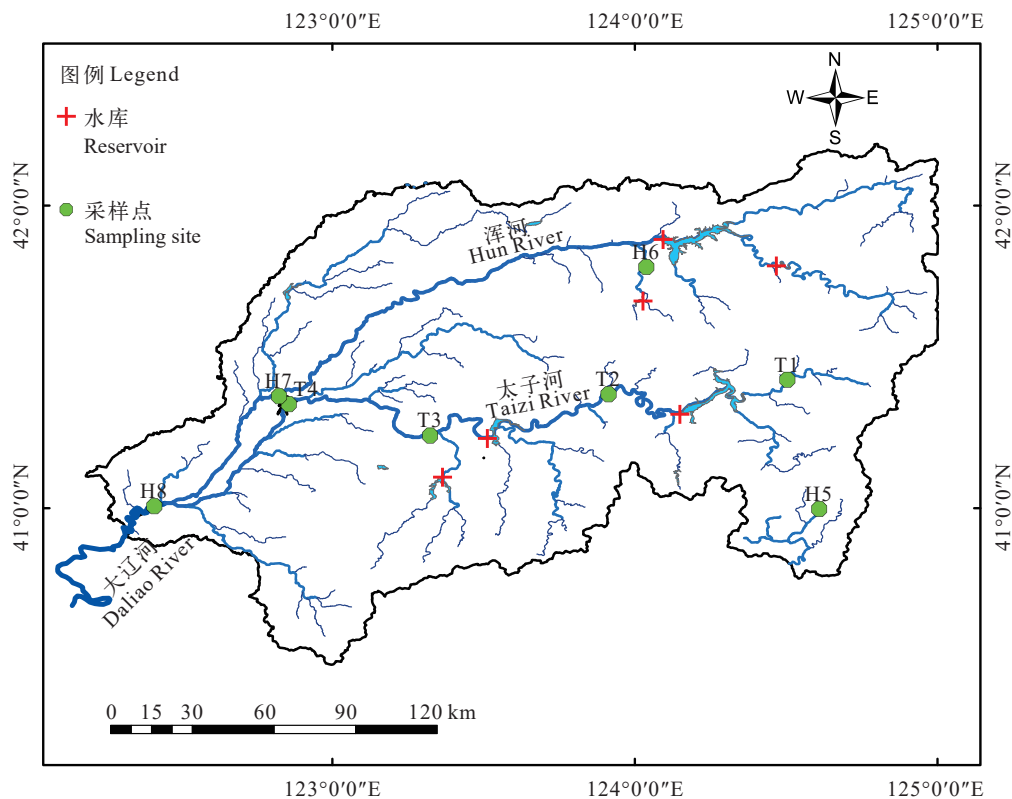 123°0′0″E
124°0′0″E
125°0′0″E
图例 Legend
水库
Reservoir
采样点
Sampling site
N
W
E
S
42°0′0″N
42°0′0″N
浑河
Hun River
H6
H7
T4
太子河
Taizi River
T2
T1
T3
H8
H5
41°0′0″N
41°0′0″N
大辽河
Daliao River
0 15 30 60 90 120 km
123°0′0″E
124°0′0″E
125°0′0″E